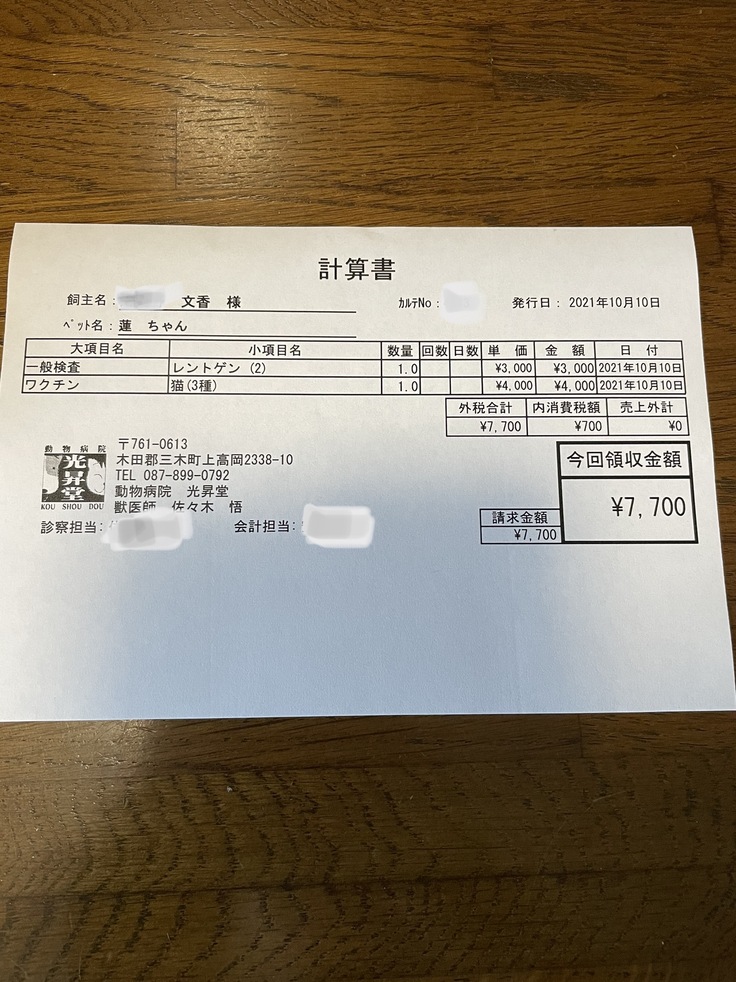 計算書
飼主名： 文香 様 ｶﾙﾃNo： 発行日： 2021年10月10日
ﾍﾟｯﾄ名：蓮 ちゃん
大項目名 小項目名 数量 回数 日数 単 価 金 額 日 付
一般検査 レントゲン (2) 1.0 ¥3,000 ¥3,000 2021年10月10日
ワクチン 猫(3種) 1.0 ¥4,000 ¥4,000 2021年10月10日
外税合計 内消費税額 売上外計
¥7,700 ¥700 ¥0
動物病院
光昇堂
KOU SHOU DOU
〒761-0613
木田郡三木町上高岡2338-10
TEL 087-899-0792
動物病院 光昇堂
獣医師 佐々木 悟
診察担当： 会計担当：
請求金額
¥7,700
今回領収金額
¥7,700